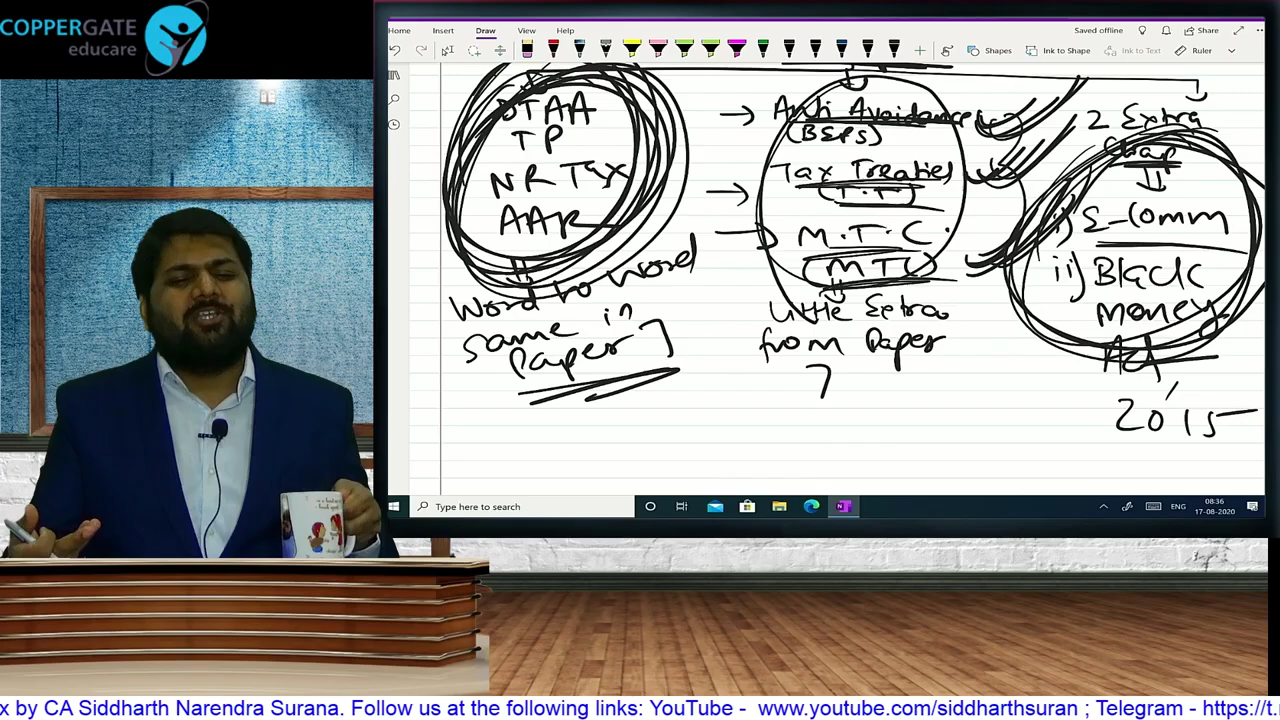 COPPERGATE
educare
Home Insert Draw View Help
Saved offline
Share
Shapes
Ink to Shape
Ink to Text
Ruler
DTAA
TP
NR Tax
AAR
Word to word
same in
Paper
Anti Avoidance
(BEPS)
Tax Treaties
(T.T)
M.T.C.
(MTC)
Little Extra
from Paper
7
2 Extra
Chap
i) E-Comm
ii) Black
money
Act,
2015
Type here to search
ENG
08:36
17-08-2020
x by CA Siddharth Narendra Surana. Follow us at the following links: YouTube - www.youtube.com/siddharthsuran ; Telegram - https://t.